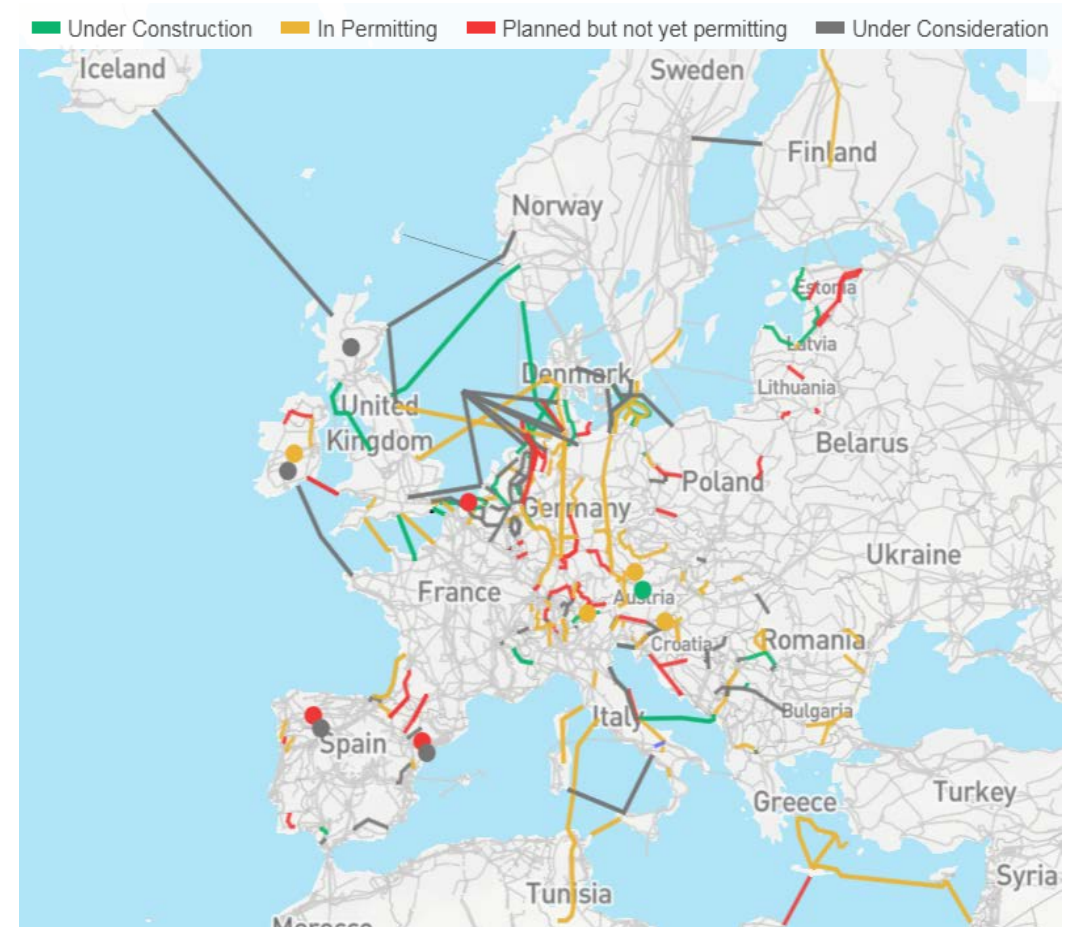 Under Construction In Permitting Planned but not yet permitting Under Consideration
Iceland
Sweden
Finland
Norway
Estonia
Latvia
Denmark
Lithuania
United
Kingdom
Belarus
Poland
Germany
Ukraine
France
Austria
Croatia
Romania
Bulgaria
Italy
Spain
Greece
Turkey
Syria
Tunisia
Morocco